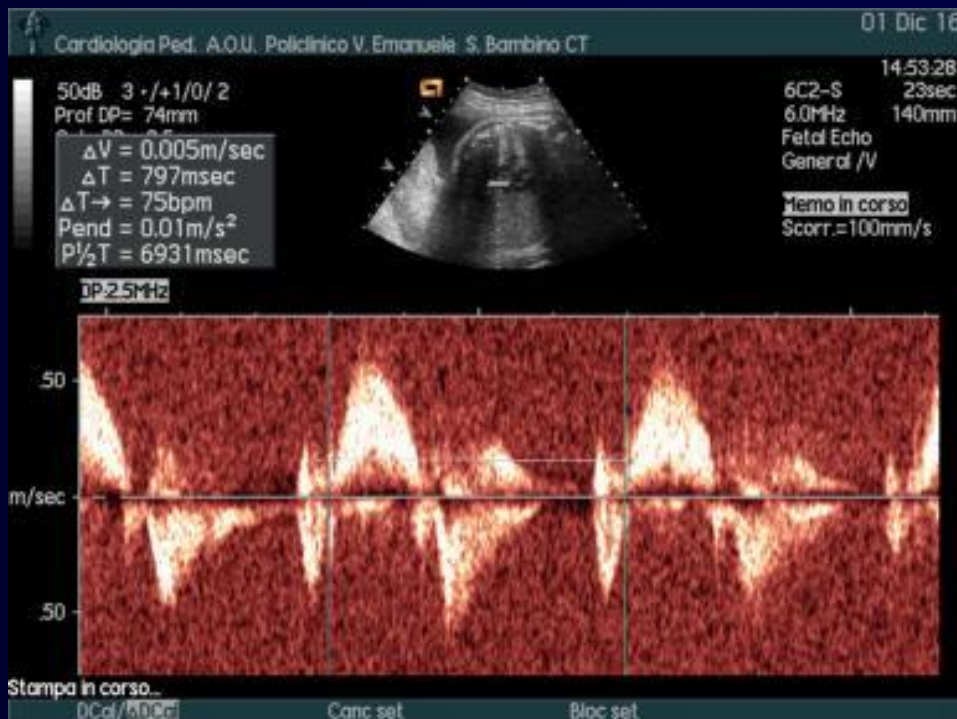 01 Dic 16
Cardiologia Ped. A.O.U. Policlinico V. Emanuele S. Bambino CT
14:53:28
50dB 3 •/+1/0/ 2
6C2-S 23sec
Prof DP= 74mm
6.0MHz 140mm
Fetal Echo
General /V
ΔV = 0.005m/sec
ΔT = 797msec
ΔT→ = 75bpm
Pend = 0.01m/s²
P½T = 6931msec
Memo in corso
Scorr.=100mm/s
DP:2.5MHz
.50
m/sec
.50
Stampa in corso...
DCal/ΔDCal Canc set Bloc set